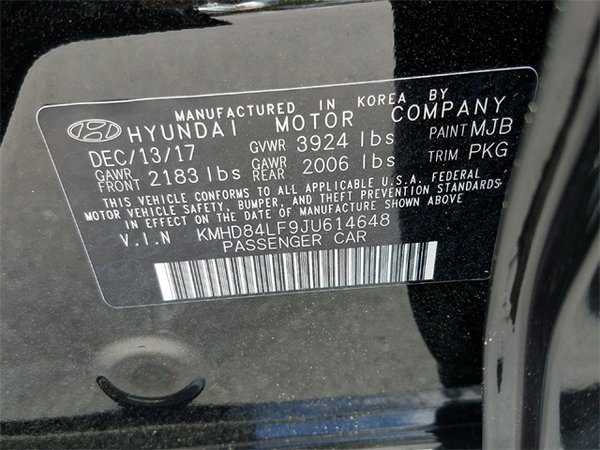 MANUFACTURED IN KOREA BY
HYUNDAI MOTOR COMPANY
DEC/13/17 GVWR 3924 lbs PAINT MJB
GAWR FRONT 2183 lbs GAWR REAR 2006 lbs TRIM PKG
THIS VEHICLE CONFORMS TO ALL APPLICABLE U.S.A. FEDERAL
MOTOR VEHICLE SAFETY, BUMPER, AND THEFT PREVENTION STANDARDS
IN EFFECT ON THE DATE OF MANUFACTURE SHOWN ABOVE
V.I.N KMHD84LF9JU614648
PASSENGER CAR